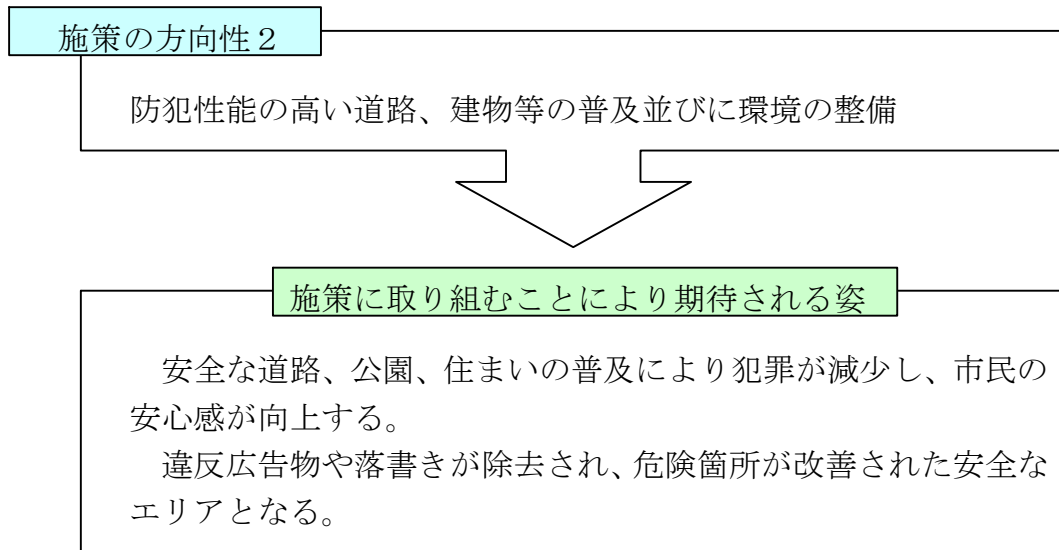 施策の方向性２
防犯性能の高い道路、建物等の普及並びに環境の整備
施策に取り組むことにより期待される姿
　安全な道路、公園、住まいの普及により犯罪が減少し、市民の
安心感が向上する。
　違反広告物や落書きが除去され、危険箇所が改善された安全な
エリアとなる。